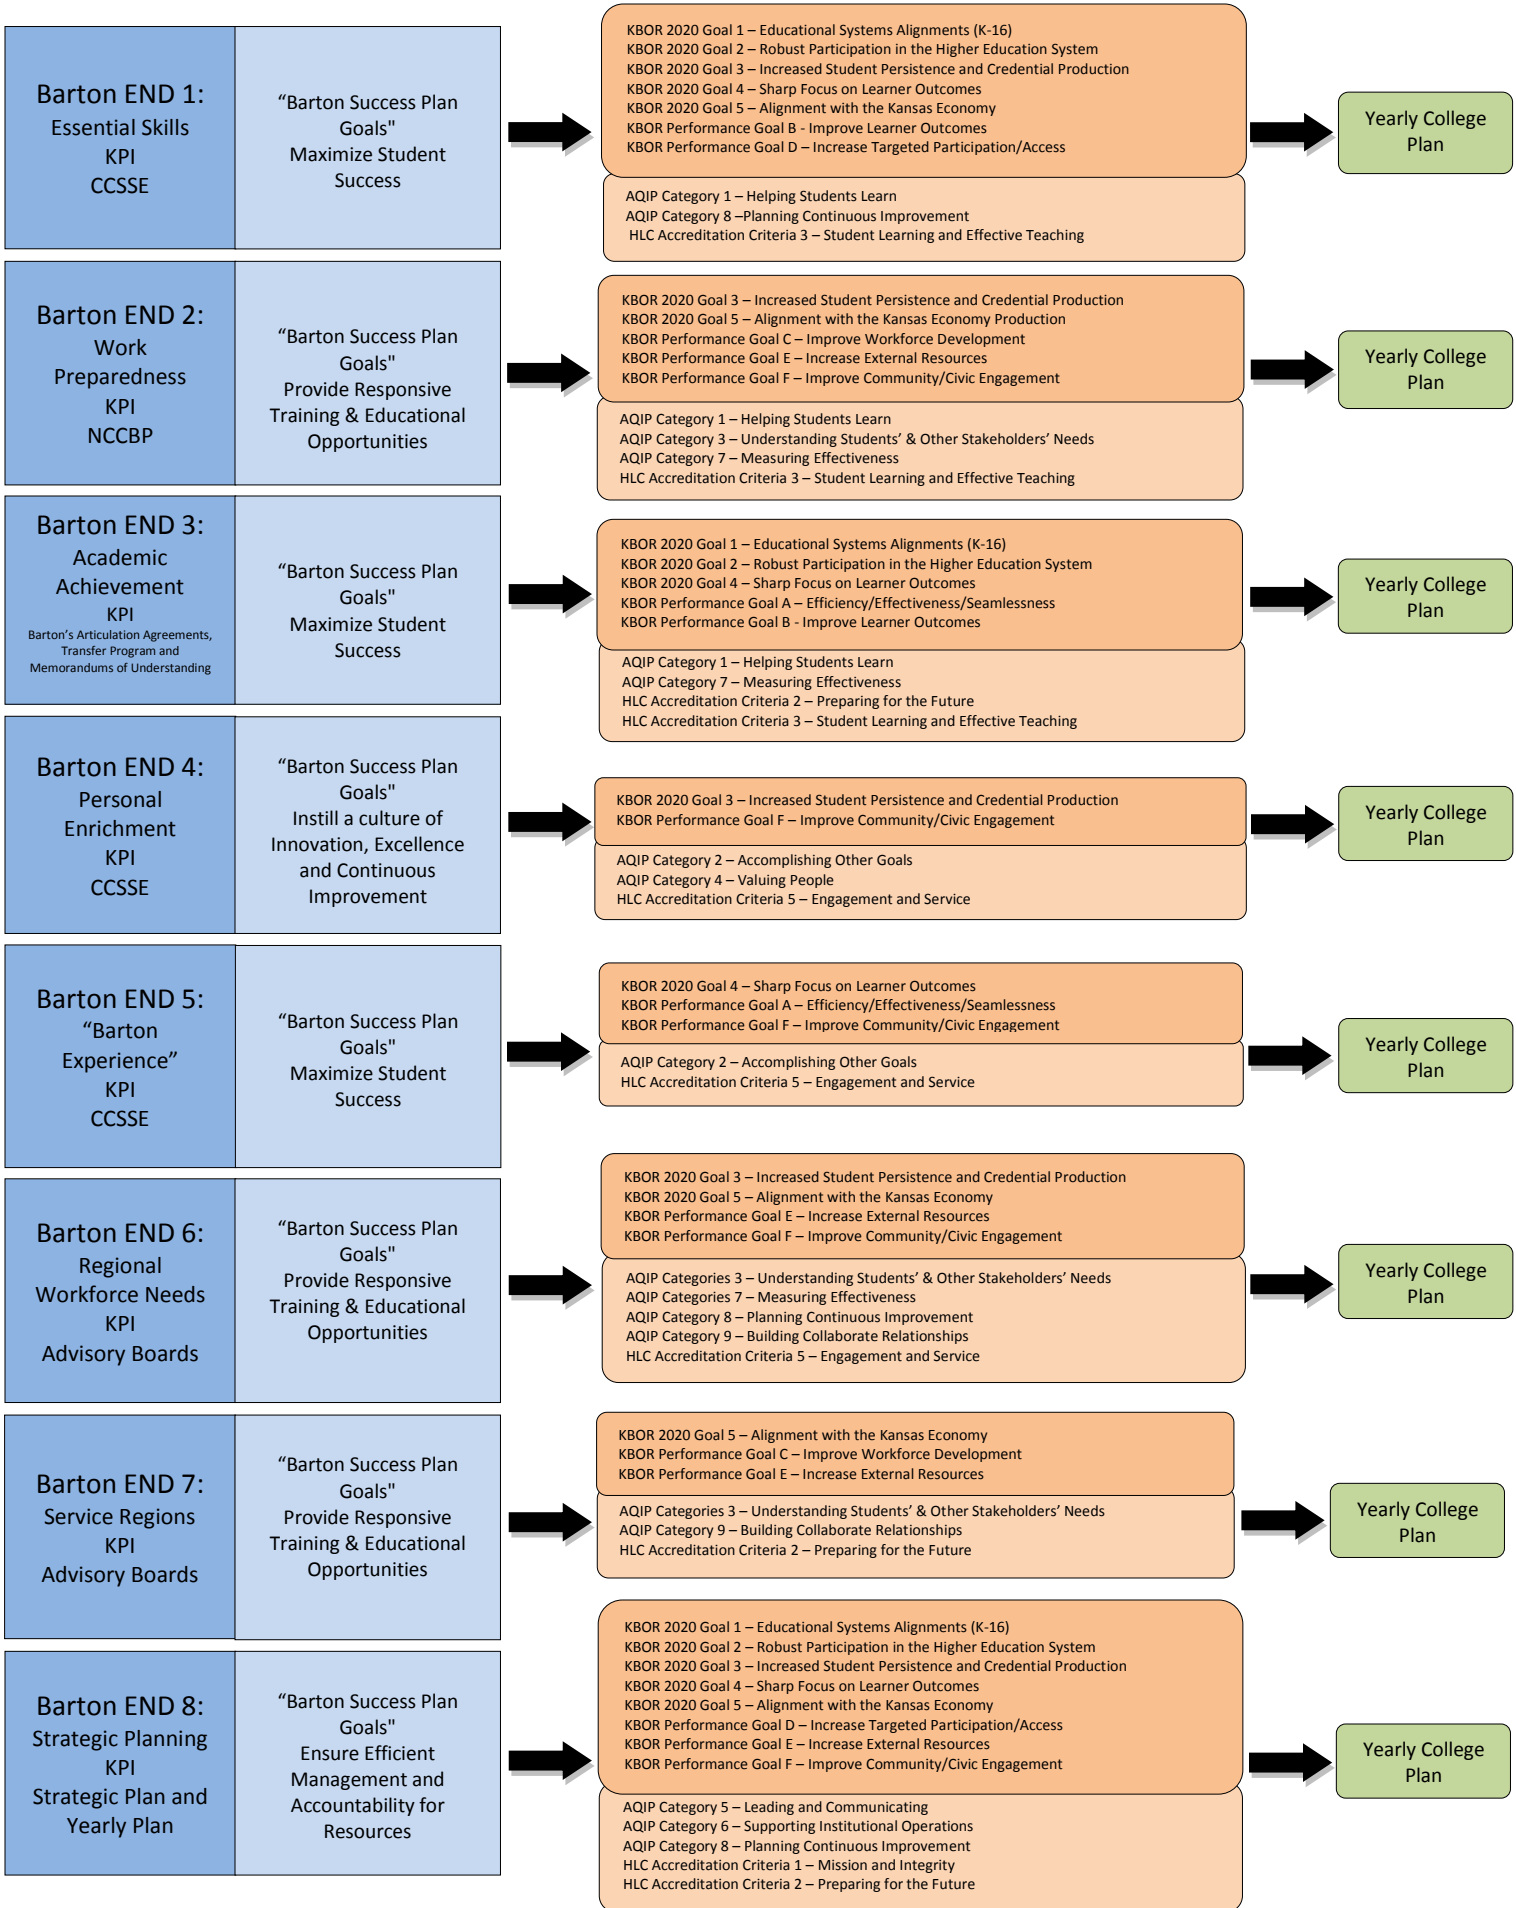 Barton END 1:
Essential Skills
KPI
CCSSE
“Barton Success Plan
Goals"
Maximize Student
Success
KBOR 2020 Goal 1 – Educational Systems Alignments (K-16)
KBOR 2020 Goal 2 – Robust Participation in the Higher Education System
KBOR 2020 Goal 3 – Increased Student Persistence and Credential Production
KBOR 2020 Goal 4 – Sharp Focus on Learner Outcomes
KBOR 2020 Goal 5 – Alignment with the Kansas Economy
KBOR Performance Goal B - Improve Learner Outcomes
KBOR Performance Goal D – Increase Targeted Participation/Access
AQIP Category 1 – Helping Students Learn
AQIP Category 8 –Planning Continuous Improvement
HLC Accreditation Criteria 3 – Student Learning and Effective Teaching
Yearly College
Plan
Barton END 2:
Work
Preparedness
KPI
NCCBP
“Barton Success Plan
Goals"
Provide Responsive
Training & Educational
Opportunities
KBOR 2020 Goal 3 – Increased Student Persistence and Credential Production
KBOR 2020 Goal 5 – Alignment with the Kansas Economy Production
KBOR Performance Goal C – Improve Workforce Development
KBOR Performance Goal E – Increase External Resources
KBOR Performance Goal F – Improve Community/Civic Engagement
AQIP Category 1 – Helping Students Learn
AQIP Category 3 – Understanding Students’ & Other Stakeholders’ Needs
AQIP Category 7 – Measuring Effectiveness
HLC Accreditation Criteria 3 – Student Learning and Effective Teaching
Yearly College
Plan
Barton END 3:
Academic
Achievement
KPI
Barton’s Articulation Agreements,
Transfer Program and
Memorandums of Understanding
“Barton Success Plan
Goals"
Maximize Student
Success
KBOR 2020 Goal 1 – Educational Systems Alignments (K-16)
KBOR 2020 Goal 2 – Robust Participation in the Higher Education System
KBOR 2020 Goal 4 – Sharp Focus on Learner Outcomes
KBOR Performance Goal A – Efficiency/Effectiveness/Seamlessness
KBOR Performance Goal B - Improve Learner Outcomes
AQIP Category 1 – Helping Students Learn
AQIP Category 7 – Measuring Effectiveness
HLC Accreditation Criteria 2 – Preparing for the Future
HLC Accreditation Criteria 3 – Student Learning and Effective Teaching
Yearly College
Plan
Barton END 4:
Personal
Enrichment
KPI
CCSSE
“Barton Success Plan
Goals"
Instill a culture of
Innovation, Excellence
and Continuous
Improvement
KBOR 2020 Goal 3 – Increased Student Persistence and Credential Production
KBOR Performance Goal F – Improve Community/Civic Engagement
AQIP Category 2 – Accomplishing Other Goals
AQIP Category 4 – Valuing People
HLC Accreditation Criteria 5 – Engagement and Service
Yearly College
Plan
Barton END 5:
“Barton
Experience”
KPI
CCSSE
“Barton Success Plan
Goals"
Maximize Student
Success
KBOR 2020 Goal 4 – Sharp Focus on Learner Outcomes
KBOR Performance Goal A – Efficiency/Effectiveness/Seamlessness
KBOR Performance Goal F – Improve Community/Civic Engagement
AQIP Category 2 – Accomplishing Other Goals
HLC Accreditation Criteria 5 – Engagement and Service
Yearly College
Plan
Barton END 6:
Regional
Workforce Needs
KPI
Advisory Boards
“Barton Success Plan
Goals"
Provide Responsive
Training & Educational
Opportunities
KBOR 2020 Goal 3 – Increased Student Persistence and Credential Production
KBOR 2020 Goal 5 – Alignment with the Kansas Economy
KBOR Performance Goal E – Increase External Resources
KBOR Performance Goal F – Improve Community/Civic Engagement
AQIP Categories 3 – Understanding Students’ & Other Stakeholders’ Needs
AQIP Categories 7 – Measuring Effectiveness
AQIP Category 8 – Planning Continuous Improvement
AQIP Category 9 – Building Collaborate Relationships
HLC Accreditation Criteria 5 – Engagement and Service
Yearly College
Plan
Barton END 7:
Service Regions
KPI
Advisory Boards
“Barton Success Plan
Goals"
Provide Responsive
Training & Educational
Opportunities
KBOR 2020 Goal 5 – Alignment with the Kansas Economy
KBOR Performance Goal C – Improve Workforce Development
KBOR Performance Goal E – Increase External Resources
AQIP Categories 3 – Understanding Students’ & Other Stakeholders’ Needs
AQIP Category 9 – Building Collaborate Relationships
HLC Accreditation Criteria 2 – Preparing for the Future
Yearly College
Plan
Barton END 8:
Strategic Planning
KPI
Strategic Plan and
Yearly Plan
“Barton Success Plan
Goals"
Ensure Efficient
Management and
Accountability for
Resources
KBOR 2020 Goal 1 – Educational Systems Alignments (K-16)
KBOR 2020 Goal 2 – Robust Participation in the Higher Education System
KBOR 2020 Goal 3 – Increased Student Persistence and Credential Production
KBOR 2020 Goal 4 – Sharp Focus on Learner Outcomes
KBOR 2020 Goal 5 – Alignment with the Kansas Economy
KBOR Performance Goal D – Increase Targeted Participation/Access
KBOR Performance Goal E – Increase External Resources
KBOR Performance Goal F – Improve Community/Civic Engagement
AQIP Category 5 – Leading and Communicating
AQIP Category 6 – Supporting Institutional Operations
AQIP Category 8 – Planning Continuous Improvement
HLC Accreditation Criteria 1 – Mission and Integrity
HLC Accreditation Criteria 2 – Preparing for the Future
Yearly College
Plan